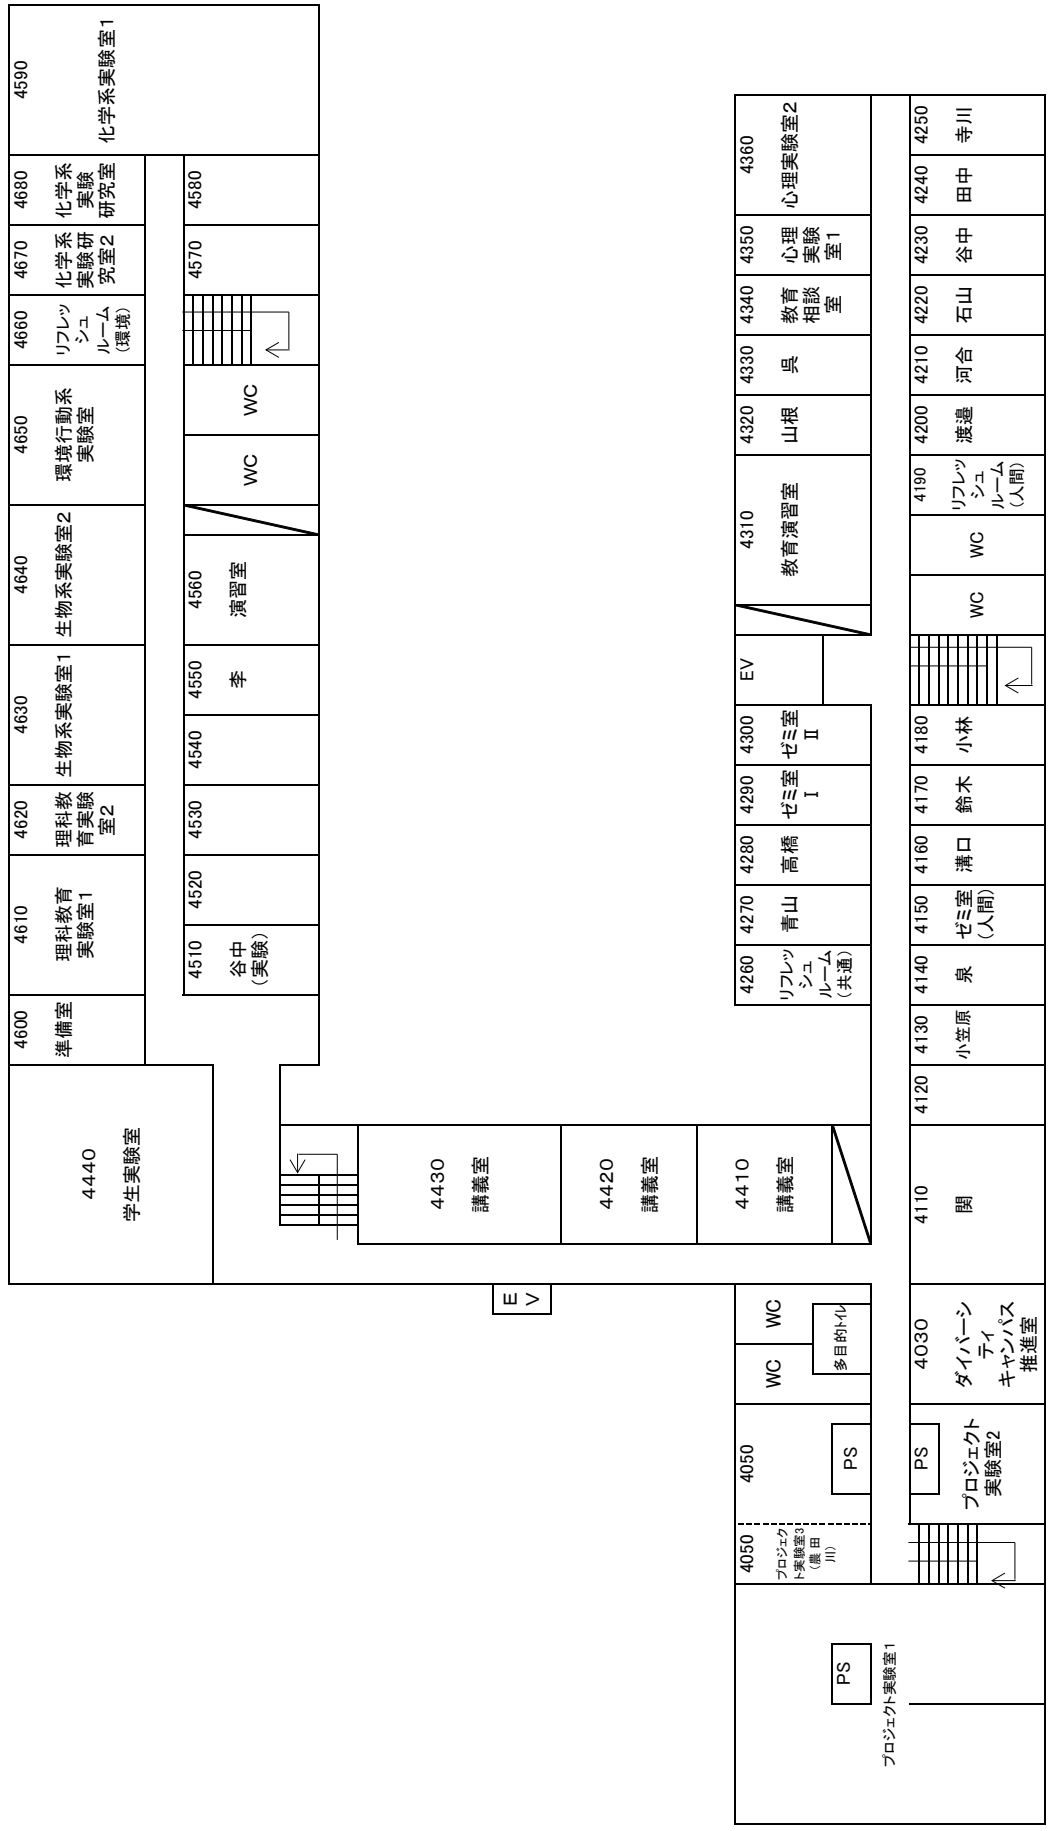 4590
化学系実験室1
4680
化学系
実験
研究室
4670
化学系
実験研
究室2
4660
リフレッ
シュ
ルーム
(環境)
4650
環境行動系
実験室
4640
生物系実験室2
4630
生物系実験室1
4620
理科教
育実験
室2
4610
理科教育
実験室1
4600
準備室
4580
4570
WC
WC
4560
演習室
4550
李
4540
4530
4520
4510
谷中
(実験)
4440
学生実験室
4430
講義室
4420
講義室
4410
講義室
E
V
4360
心理実験室2
4350
心理
実験
室1
4340
教育
相談
室
4330
呉
4320
山根
4310
教育演習室
EV
4300
ゼミ室
Ⅱ
4290
ゼミ室
Ⅰ
4280
高橋
4270
青山
4260
リフレッ
シュ
ルーム
(共通)
4250
寺川
4240
田中
4230
谷中
4220
石山
4210
河合
4200
渡邉
4190
リフレッ
シュ
ルーム
(人間)
WC
WC
4180
小林
4170
鈴木
4160
溝口
4150
ゼミ室
(人間)
4140
泉
4130
小笠原
4120
4110
関
WC
WC
多目的トイレ
4030
ダイバーシ
ティ
キャンパス
推進室
4050
PS
PS
プロジェクト
実験室2
4050
プロジェク
ト実験室3
(農 田
川)
PS
プロジェクト実験室1